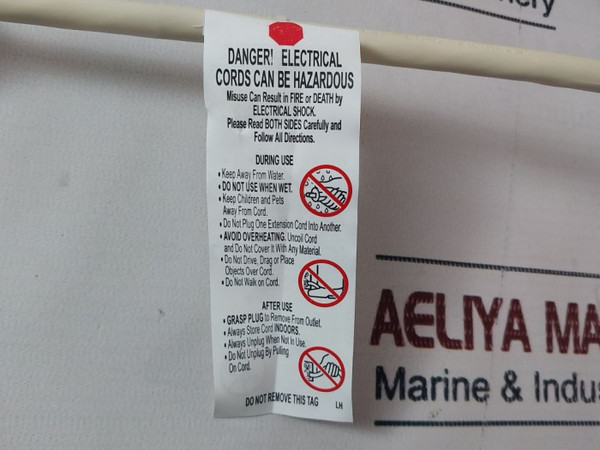 DANGER! ELECTRICAL
CORDS CAN BE HAZARDOUS
Misuse Can Result in FIRE or DEATH by
ELECTRICAL SHOCK.
Please Read BOTH SIDES Carefully and
Follow All Directions.
DURING USE
• Keep Away From Water.
• DO NOT USE WHEN WET.
• Keep Children and Pets
Away From Cord.
• Do Not Plug One Extension Cord Into Another.
• AVOID OVERHEATING. Uncoil Cord
and Do Not Cover It With Any Material.
• Do Not Drive, Drag or Place
Objects Over Cord.
• Do Not Walk on Cord.
AFTER USE
• GRASP PLUG to Remove From Outlet.
• Always Store Cord INDOORS.
• Always Unplug When Not In Use.
• Do Not Unplug By Pulling
On Cord.
DO NOT REMOVE THIS TAG LH
AELIYA MA
Marine & Indus